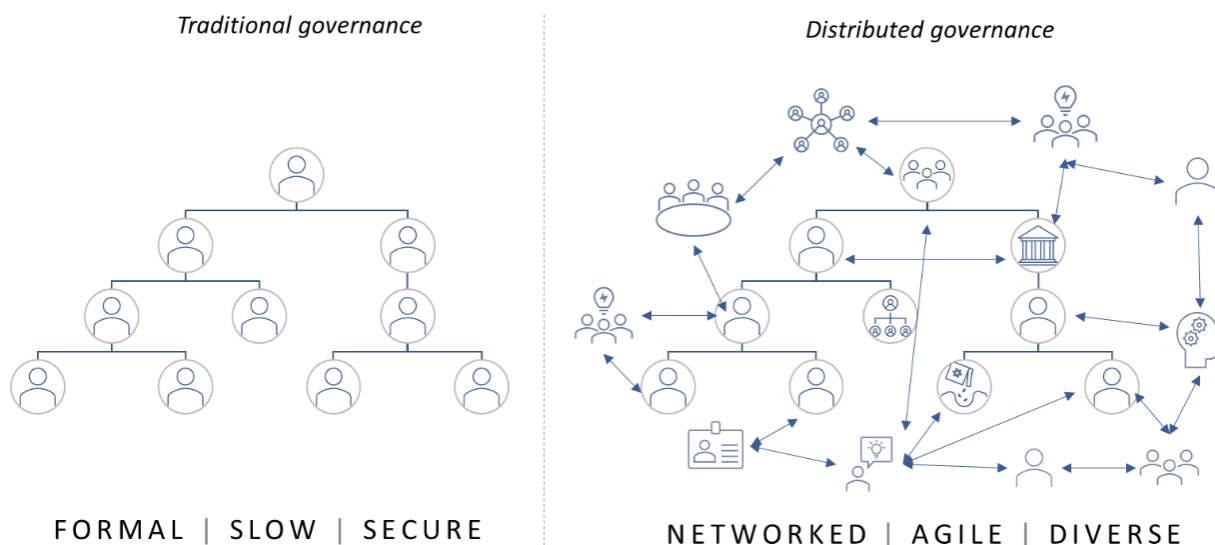 Traditional governance
Distributed governance
FORMAL | SLOW | SECURE
NETWORKED | AGILE | DIVERSE